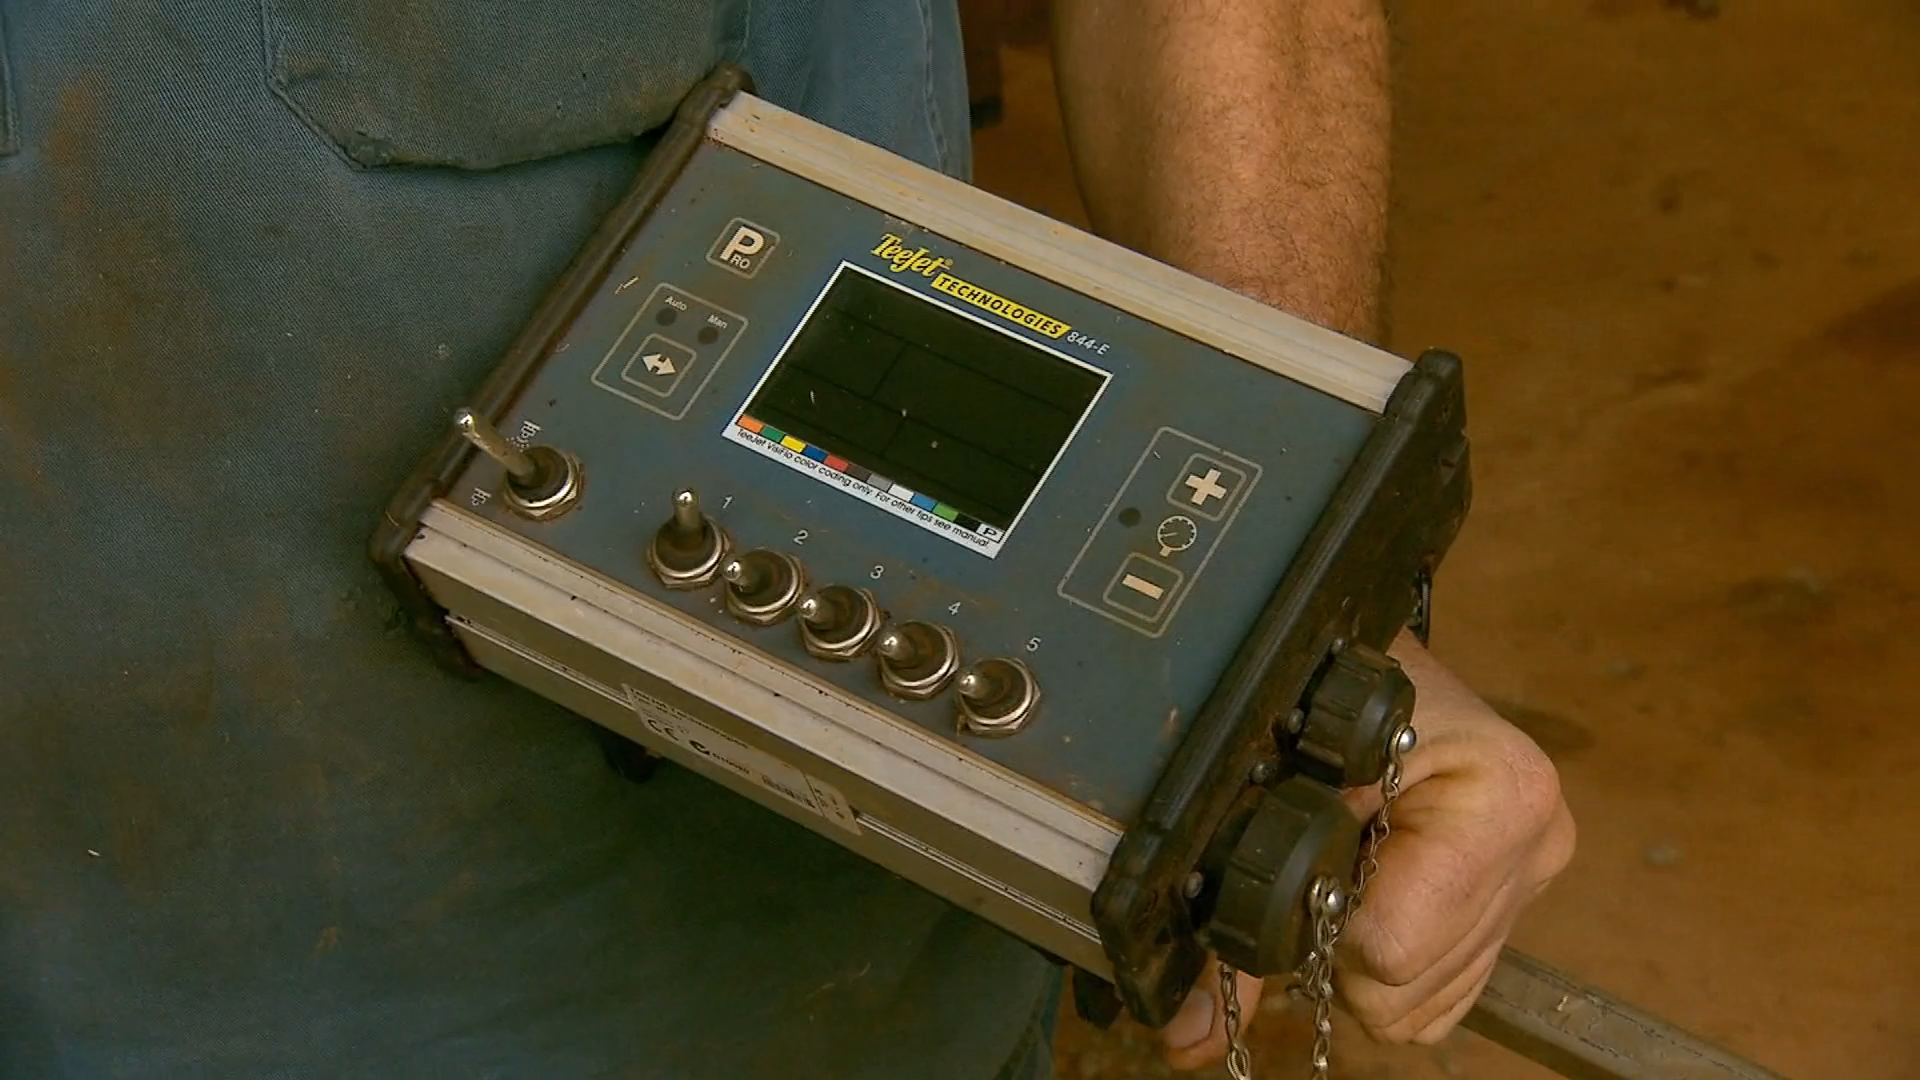 PRO
TeeJet®
TECHNOLOGIES 844-E
Auto
Man
TeeJet VisiFlo color coding only. For other tips see manual.
P
1
2
3
4
5
CE